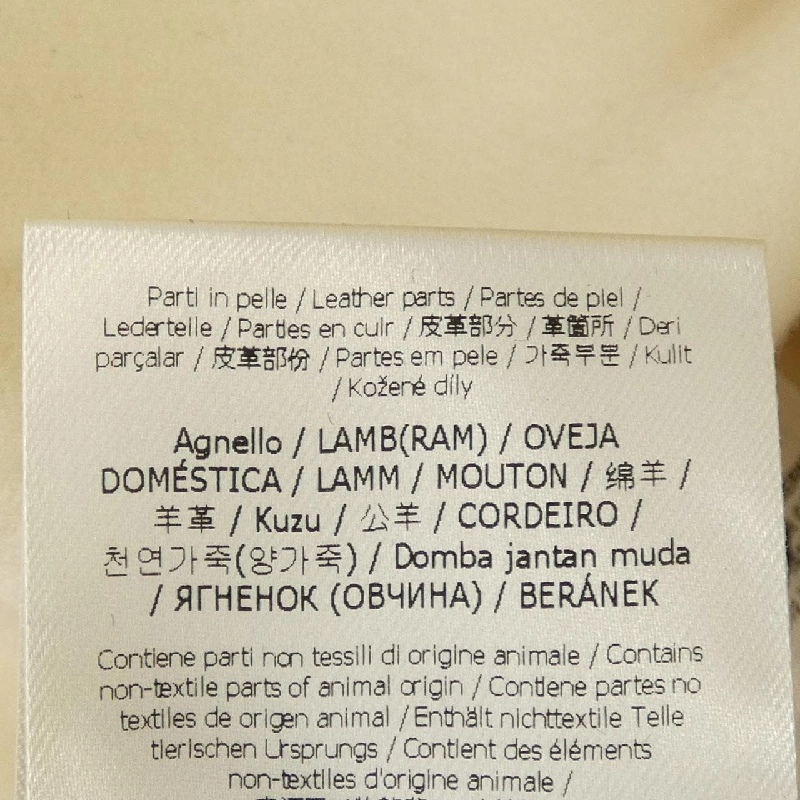 Parti in pelle / Leather parts / Partes de piel /
Lederteile / Parties en cuir / 皮革部分 / 革箇所 / Deri
parçalar / 皮革部份 / Partes em pele / 가죽부분 / Kulit
/ Kožené díly
Agnello / LAMB(RAM) / OVEJA
DOMÉSTICA / LAMM / MOUTON / 绵羊 /
羊革 / Kuzu / 公羊 / CORDEIRO /
천연가죽(양가죽) / Domba jantan muda
/ ЯГНЕНОК (ОВЧИНА) / BERÁNEK
Contiene parti non tessili di origine animale / Contains
non-textile parts of animal origin / Contiene partes no
textiles de origen animal / Enthält nichttextile Teile
tierischen Ursprungs / Contient des éléments
non-textiles d'origine animale /